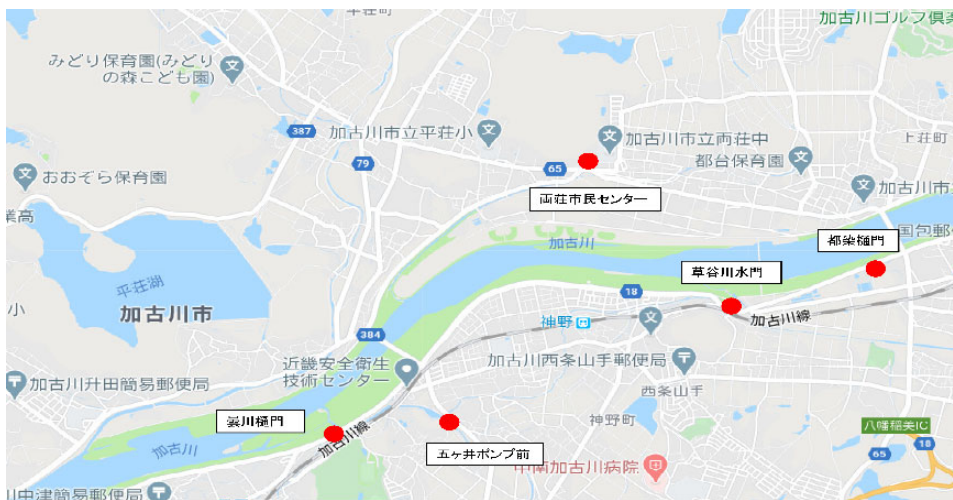 平荘町
加古川ゴルフ倶楽
みどり保育園(みどり
の森こども園)
387
加古川市立平荘小
加古川市立両荘中
上荘町
79
65
都台保育園
おおぞら保育園
両荘市民センター
加古川市
業高
加古川
都染樋門
国包郵便
平荘湖
草谷川水門
18
小
加古川市
神野
加古川線
384
近畿安全衛生
技術センター
加古川西条山手郵便局
加古川升田簡易郵便局
西条山手
曇川樋門
神野町
八幡稲美IC
加古川
加古川線
五ヶ井ポンプ前
65
18
中南加古川病院
川中津簡易郵便局